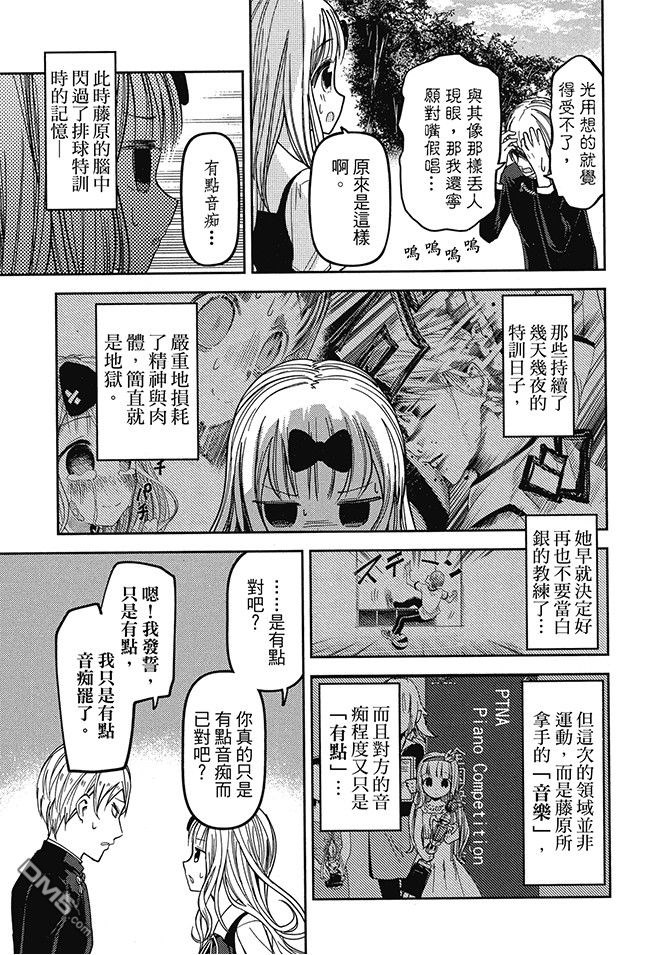 光用想的就覺
得受不了，
與其像那樣丟人
現眼，那我還寧
願對嘴假唱…
嗚嗚嗚嗚
原來是這樣
啊。
有點音痴…
此時藤原的腦中
閃過了排球特訓
時的記憶—
那些持續了
幾天幾夜的
特訓日子，
嚴重地損耗
了精神與肉
體，簡直就
是地獄。
她早就決定好
再也不要當白
銀的教練了…
ステーン
但這次的領域並非
運動，而是藤原所
拿手的「音樂」，
PTNA
Piano Competition
而且對方的音
痴程度又只是
「有點」…
……是有點
對吧？
你真的只是
有點音痴而
已對吧？
嗯！我發誓，
只是有點，
我只是有點
音痴罷了。
DM5.com